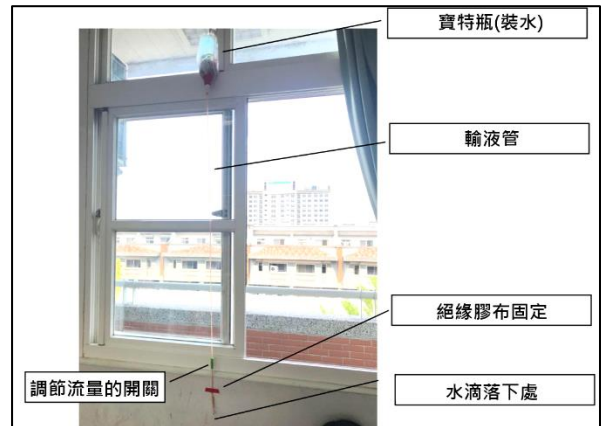 寶特瓶(裝水)
輸液管
絕緣膠布固定
調節流量的開關
水滴落下處